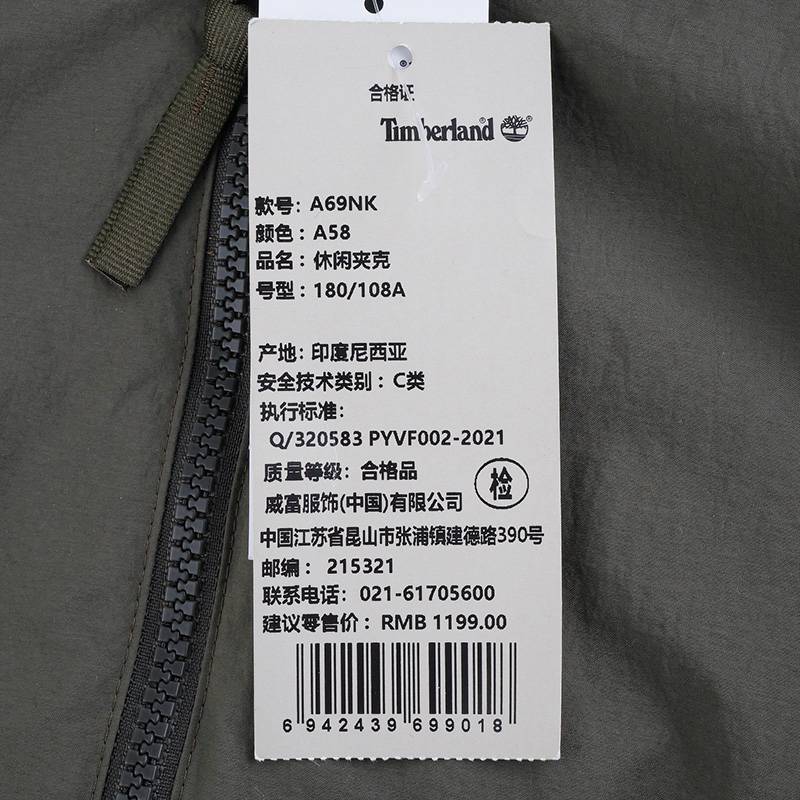 合格证
Timberland
款号：A69NK
颜色：A58
品名：休闲夹克
号型：180/108A
产地：印度尼西亚
安全技术类别：C类
执行标准：
Q/320583 PYVF002-2021
质量等级：合格品
检
威富服饰(中国)有限公司
中国江苏省昆山市张浦镇建德路390号
邮编： 215321
联系电话： 021-61705600
建议零售价： RMB 1199.00
6 942439 699018